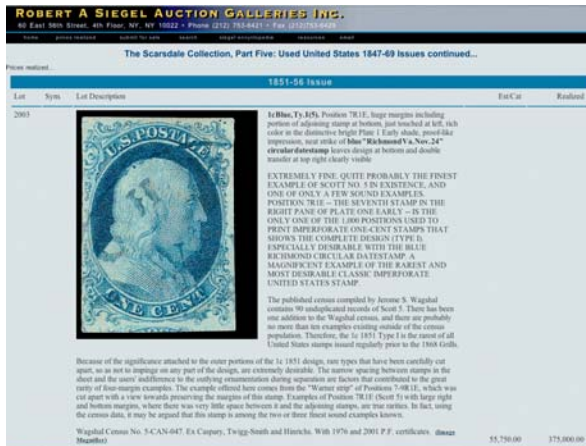 ROBERT A SIEGEL AUCTION GALLERIES INC.
60 East 56th Street, 4th Floor, NY, NY 10022 • Phone (212) 753-6421 • Fax (212)753-6429
home prices realized submit for sale search siegel encyclopedia resources email
The Scarsdale Collection, Part Five: Used United States 1847-69 Issues continued...
Prices realized...
1851-56 Issue
Lot Sym. Lot Description Est/Cat Realized
2003
U.S. POSTAGE
ONE CENT
1c Blue, Ty. I (5). Position 7R1E, huge margins including
portion of adjoining stamp at bottom, just touched at left, rich
color in the distinctive bright Plate 1 Early shade, proof-like
impression, neat strike of blue "Richmond Va. Nov. 24"
circular datestamp leaves design at bottom and double
transfer at top right clearly visible
EXTREMELY FINE. QUITE PROBABLY THE FINEST
EXAMPLE OF SCOTT NO. 5 IN EXISTENCE, AND
ONE OF ONLY A FEW SOUND EXAMPLES.
POSITION 7R1E -- THE SEVENTH STAMP IN THE
RIGHT PANE OF PLATE ONE EARLY -- IS THE
ONLY ONE OF THE 1,000 POSITIONS USED TO
PRINT IMPERFORATE ONE-CENT STAMPS THAT
SHOWS THE COMPLETE DESIGN (TYPE I).
ESPECIALLY DESIRABLE WITH THE BLUE
RICHMOND CIRCULAR DATESTAMP. A
MAGNIFICENT EXAMPLE OF THE RAREST AND
MOST DESIRABLE CLASSIC IMPERFORATE
UNITED STATES STAMP.
The published census compiled by Jerome S. Wagshal
contains 90 unduplicated records of Scott 5. There has been
one addition to the Wagshal census, and there are probably
no more than ten examples existing outside of the census
population. Therefore, the 1c 1851 Type I is the rarest of all
United States stamps issued regularly prior to the 1868 Grills.
Because of the significance attached to the outer portions of the 1c 1851 design, rare types that have been carefully cut
apart, so as not to impinge on any part of the design, are extremely desirable. The narrow spacing between stamps in the
sheet and the users' indifference to the outlying ornamentation during separation are factors that contributed to the great
rarity of four-margin examples. The example offered here comes from the "Warner strip" of Positions 7-9R1E, which was
cut apart with a view towards preserving the margins of this stamp. Examples of Position 7R1E (Scott 5) with large right
and bottom margins, where there was very little space between it and the adjoining stamps, are true rarities. In fact, using
the census data, it may be argued that this stamp is among the two or three finest sound examples known.
Wagshal Census No. 5-CAN-047. Ex Caspary, Twigg-Smith and Hinrichs. With 1976 and 2001 P.F. certificates. (Image
Magnifier) 55,750.00 375,000.00